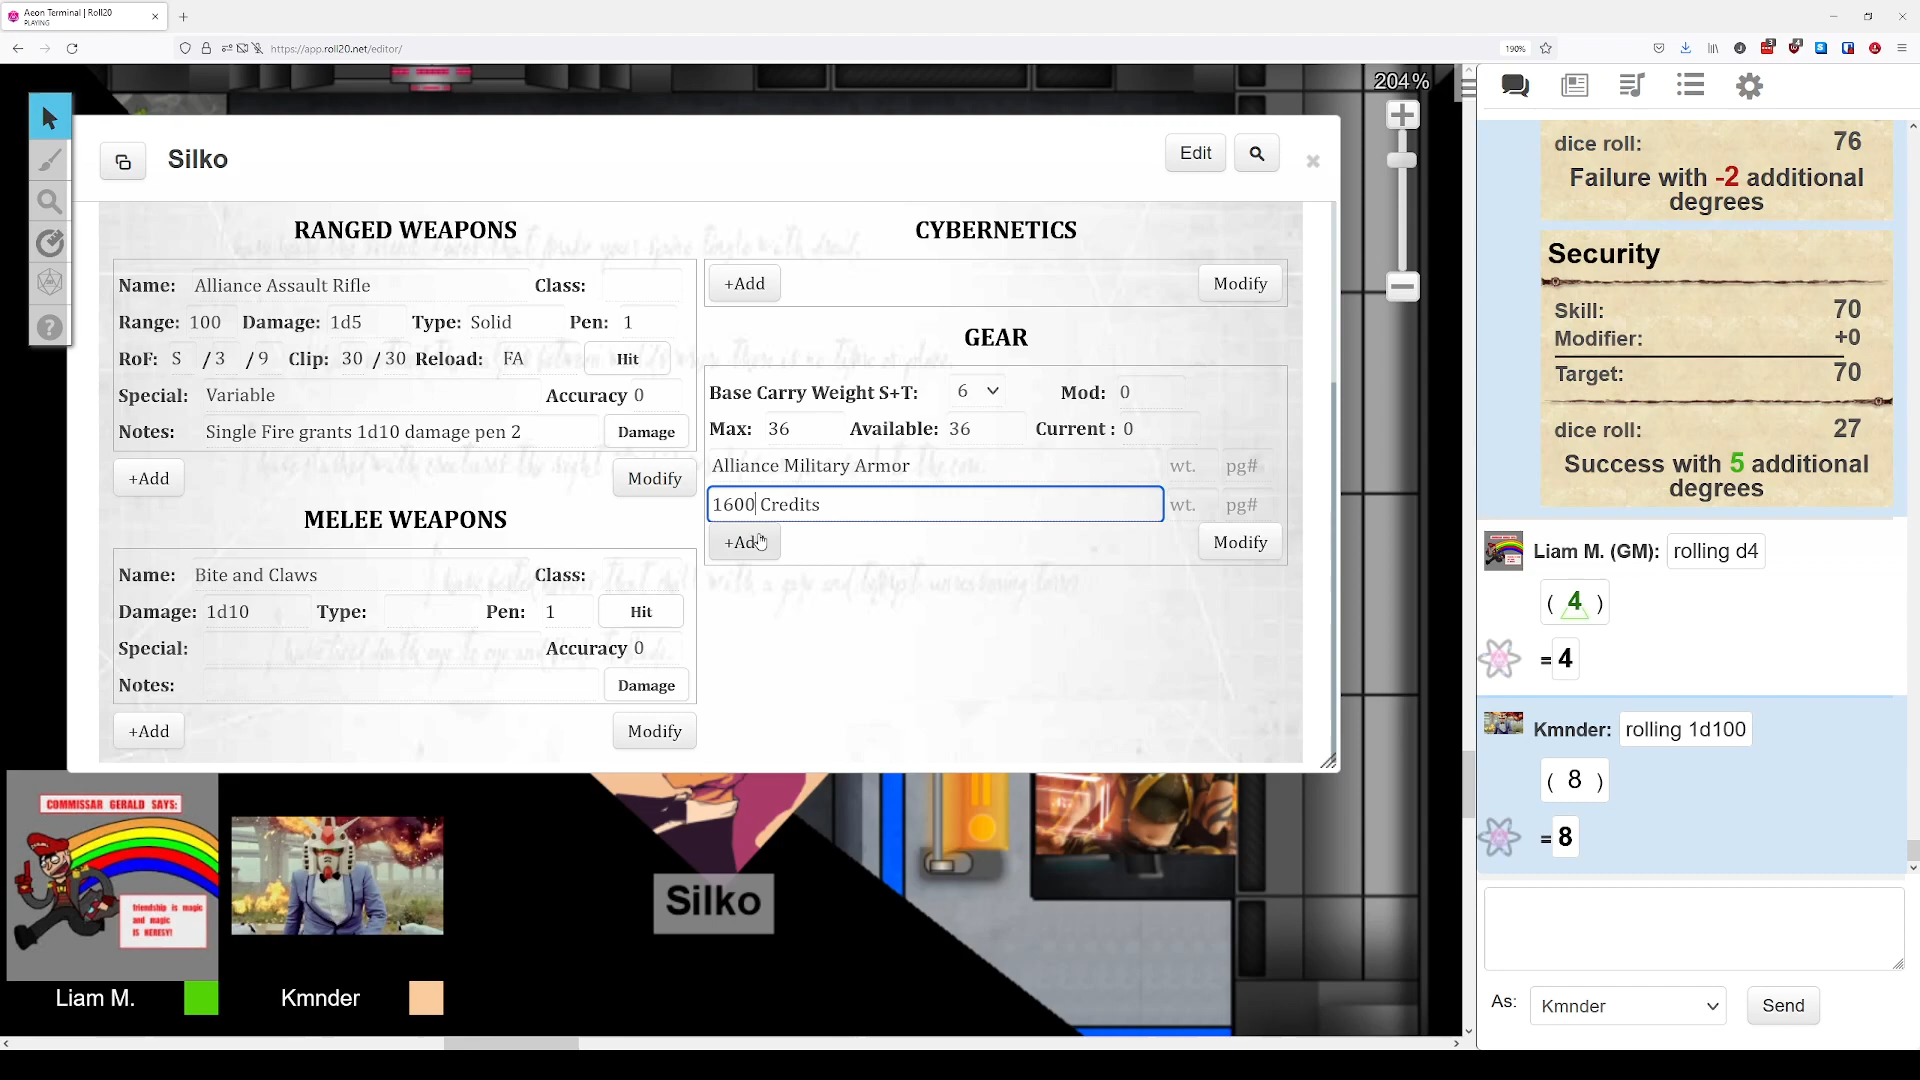 Aeon Terminal | Roll20
PLAYING
https://app.roll20.net/editor/
190%
3
4
204%
Silko
Edit
RANGED WEAPONS
Name: Alliance Assault Rifle Class:
Range: 100 Damage: 1d5 Type: Solid Pen: 1
RoF: S / 3 / 9 Clip: 30 / 30 Reload: FA Hit
Special: Variable Accuracy 0
Notes: Single Fire grants 1d10 damage pen 2 Damage
+Add Modify
MELEE WEAPONS
Name: Bite and Claws Class:
Damage: 1d10 Type: Pen: 1 Hit
Special: Accuracy 0
Notes: Damage
+Add Modify
CYBERNETICS
+Add Modify
GEAR
Base Carry Weight S+T: 6 Mod: 0
Max: 36 Available: 36 Current : 0
Alliance Military Armor wt. pg#
1600 Credits wt. pg#
+Add Modify
COMMISSAR GERALD SAYS:
friendship is magic
and magic
IS HERESY!
Liam M.
Kmnder
Silko
dice roll: 76
Failure with -2 additional
degrees
Security
Skill: 70
Modifier: +0
Target: 70
dice roll: 27
Success with 5 additional
degrees
Liam M. (GM): rolling d4
( 4 )
=4
Kmnder: rolling 1d100
( 8 )
=8
As: Kmnder Send